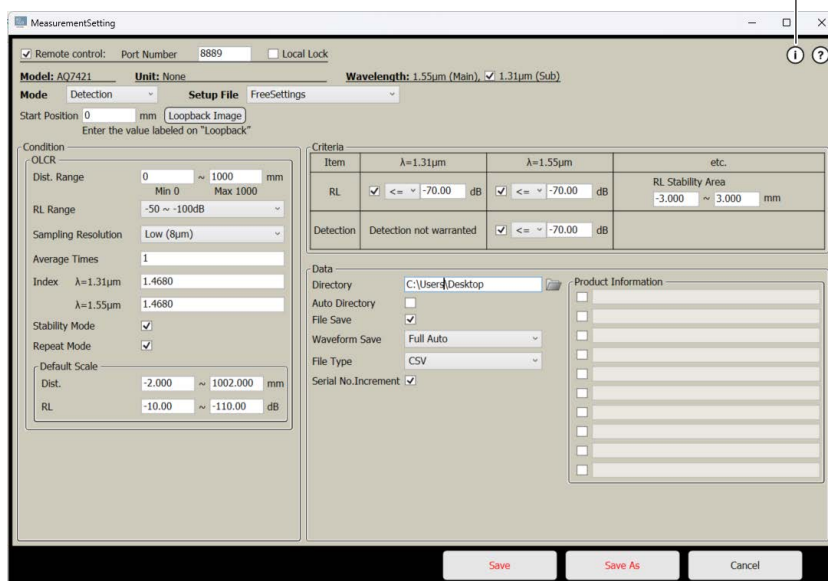 MeasurementSetting
Remote control: Port Number 8889 Local Lock
Model: AQ7421 Unit: None Wavelength: 1.55μm (Main), 1.31μm (Sub)
Mode Detection Setup File FreeSettings
Start Position 0 mm Loopback Image
Enter the value labeled on "Loopback"
Condition
OLCR
Dist. Range 0 ~ 1000 mm
Min 0 Max 1000
RL Range -50 ~ -100dB
Sampling Resolution Low (8μm)
Average Times 1
Index λ=1.31μm 1.4680
λ=1.55μm 1.4680
Stability Mode
Repeat Mode
Default Scale
Dist. -2.000 ~ 1002.000 mm
RL -10.00 ~ -110.00 dB
Criteria
Item λ=1.31μm λ=1.55μm etc.
RL <= -70.00 dB <= -70.00 dB RL Stability Area
-3.000 ~ 3.000 mm
Detection Detection not warranted <= -70.00 dB
Data
Directory C:\Users\Desktop
Auto Directory
File Save
Waveform Save Full Auto
File Type CSV
Serial No.Increment
Product Information
Save Save As Cancel